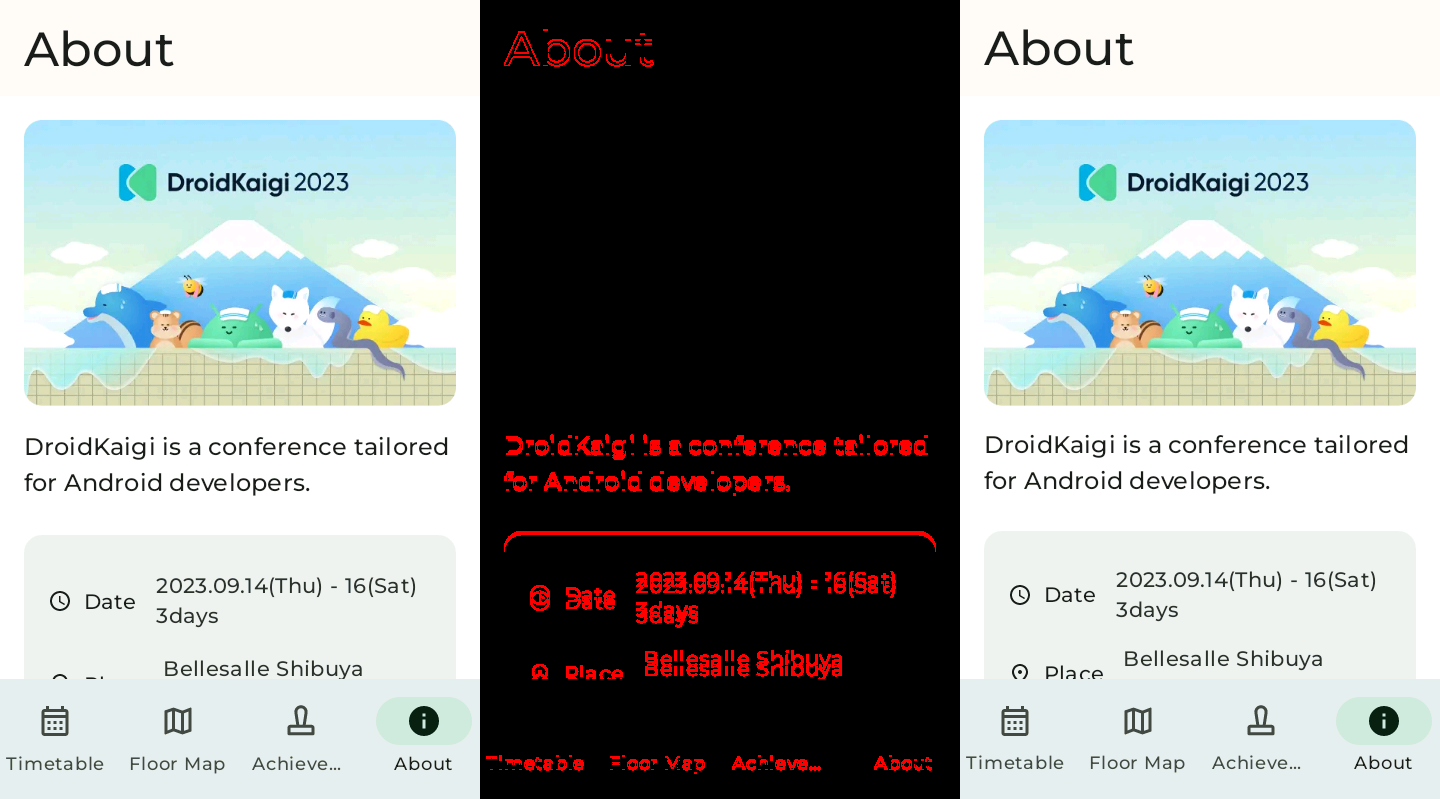 About
DroidKaigi 2023
DroidKaigi is a conference tailored
for Android developers.
Date
2023.09.14(Thu) - 16(Sat)
3days
Bellesalle Shibuya
Timetable
Floor Map
Achieve...
About
About
DroidKaigi is a conference tailored
for Android developers.
Date
2023.09.14(Thu) - 16(Sat)
3days
Place
Bellesalle Shibuya
Timetable
Floor Map
Achieve...
About
About
DroidKaigi 2023
DroidKaigi is a conference tailored
for Android developers.
Date
2023.09.14(Thu) - 16(Sat)
3days
Place
Bellesalle Shibuya
Timetable
Floor Map
Achieve...
About